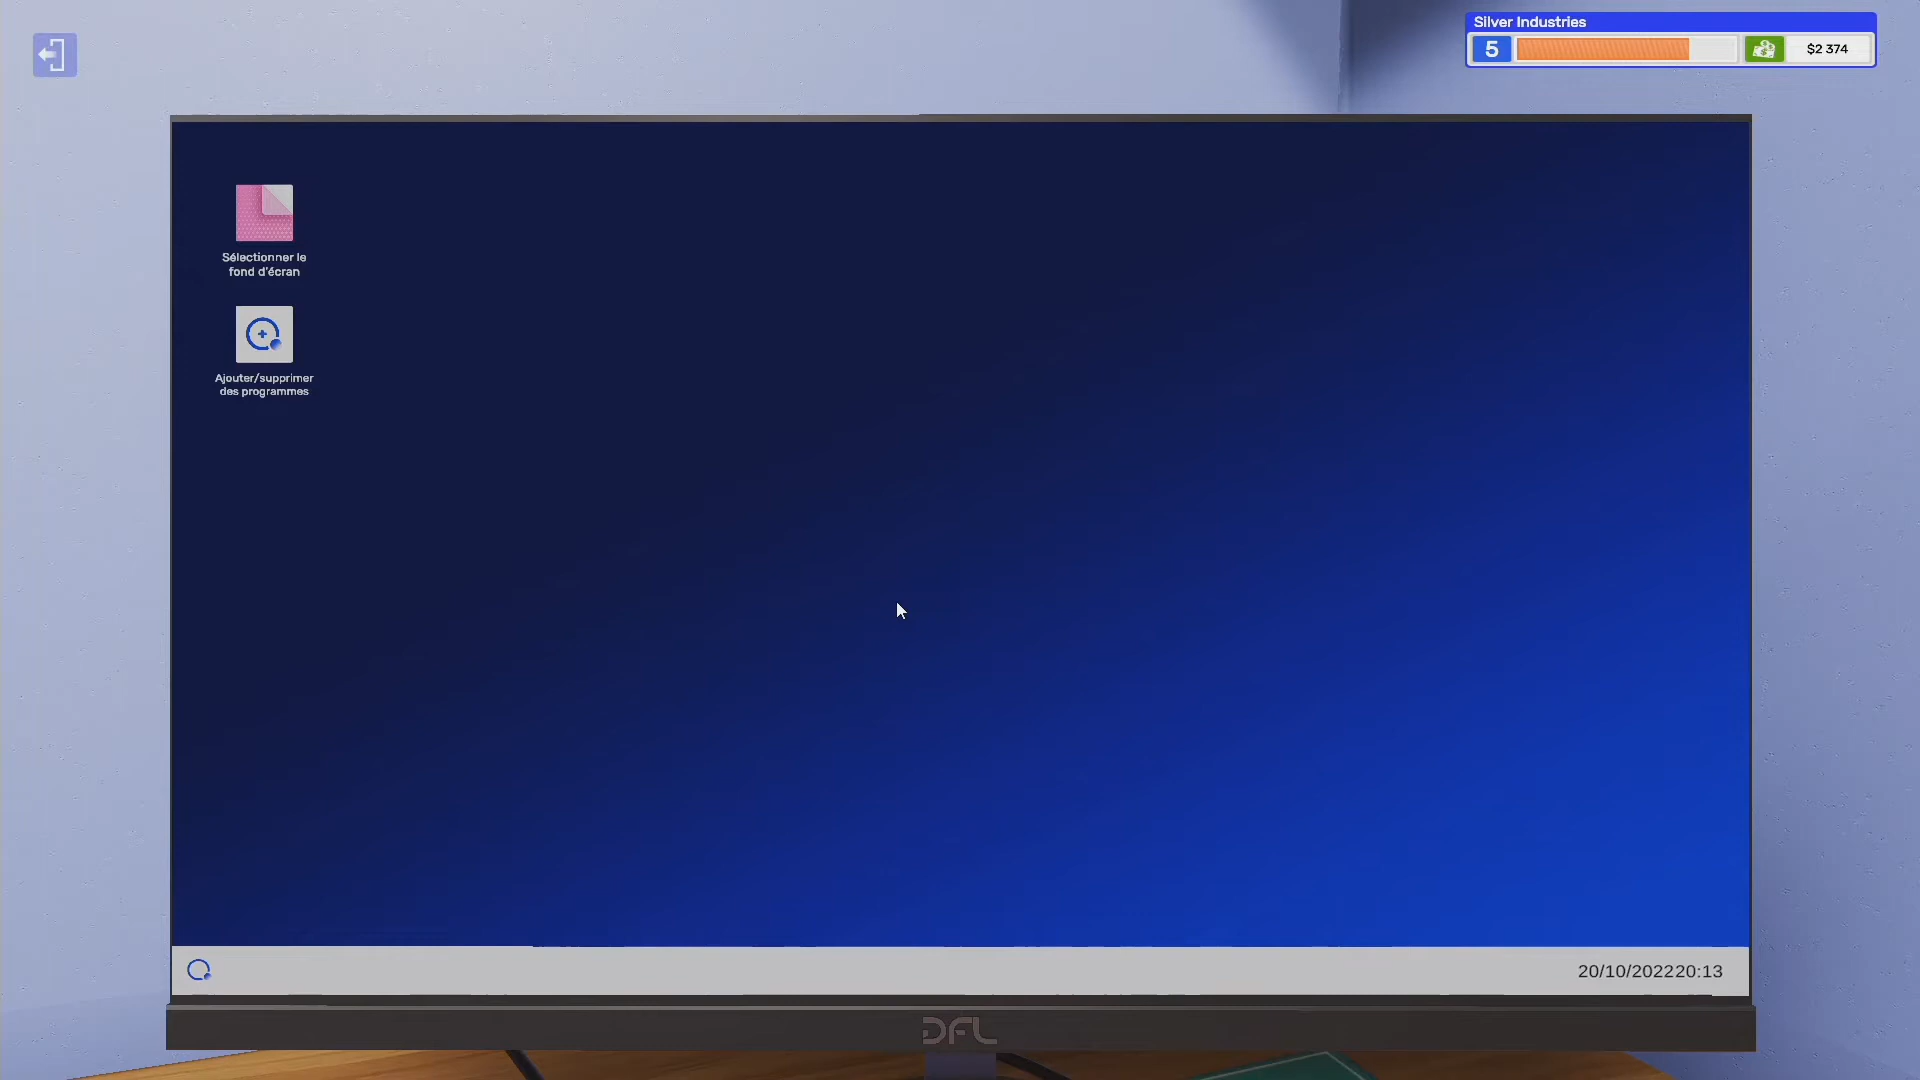 Silver Industries
5
$2 374
Sélectionner le
fond d'écran
Ajouter/supprimer
des programmes
20/10/202220:13
DFL